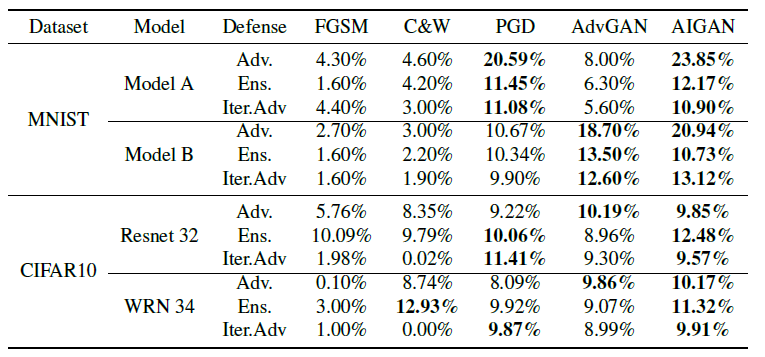 Dataset Model Defense FGSM C&W PGD AdvGAN AIGAN
Adv. 4.30% 4.60% 20.59% 8.00% 23.85%
Model A Ens. 1.60% 4.20% 11.45% 6.30% 12.17%
Iter.Adv 4.40% 3.00% 11.08% 5.60% 10.90%
MNIST
Adv. 2.70% 3.00% 10.67% 18.70% 20.94%
Model B Ens. 1.60% 2.20% 10.34% 13.50% 10.73%
Iter.Adv 1.60% 1.90% 9.90% 12.60% 13.12%
Adv. 5.76% 8.35% 9.22% 10.19% 9.85%
Resnet 32 Ens. 10.09% 9.79% 10.06% 8.96% 12.48%
Iter.Adv 1.98% 0.02% 11.41% 9.30% 9.57%
CIFAR10
Adv. 0.10% 8.74% 8.09% 9.86% 10.17%
WRN 34 Ens. 3.00% 12.93% 9.92% 9.07% 11.32%
Iter.Adv 1.00% 0.00% 9.87% 8.99% 9.91%